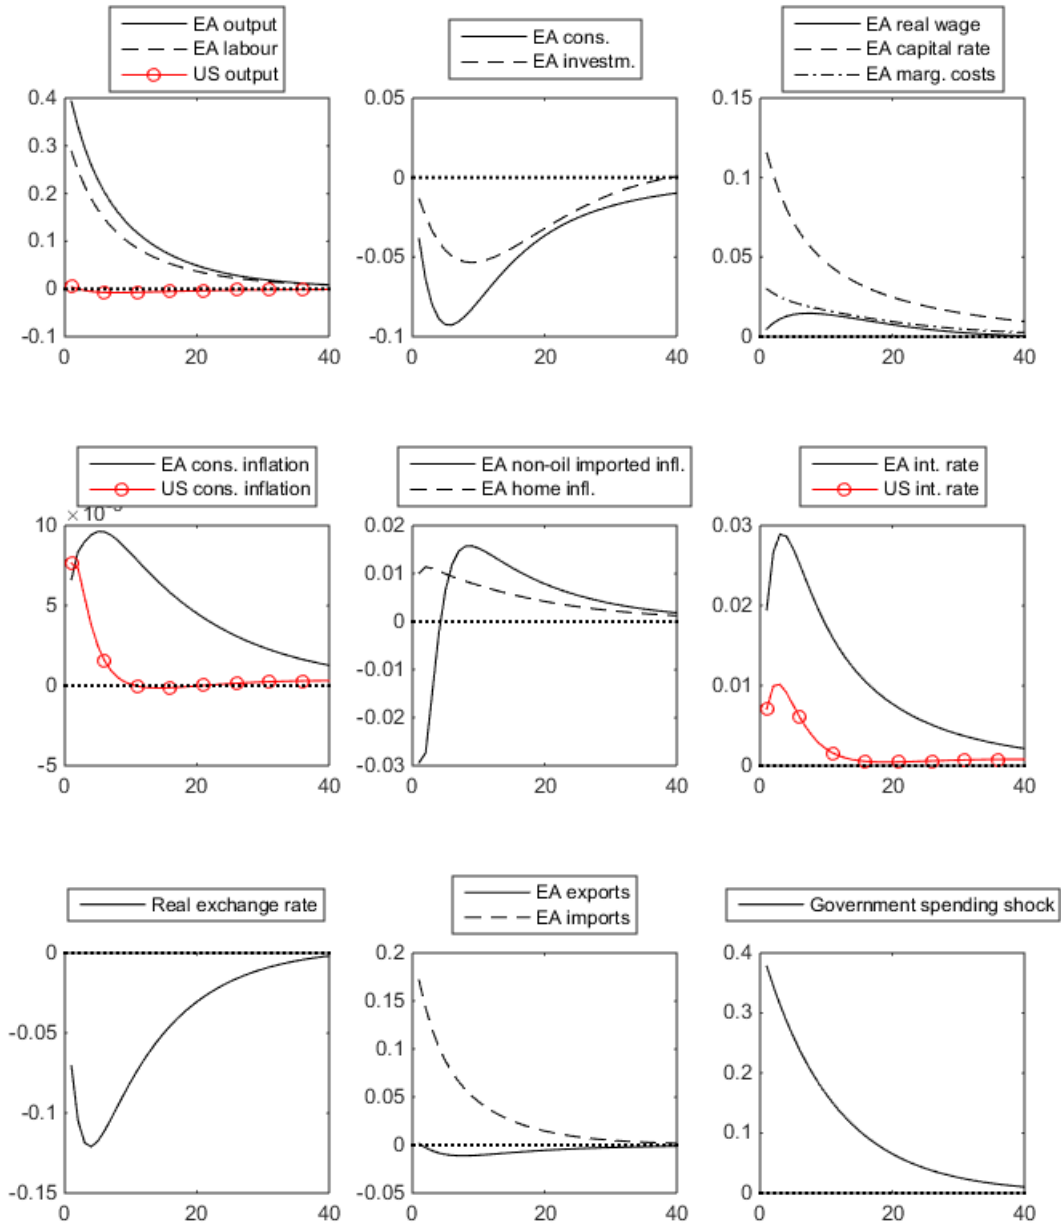 EA output
EA labour
US output
EA cons.
EA investm.
EA real wage
EA capital rate
EA marg. costs
0.4
0.3
0.2
0.1
0
-0.1
0 20 40
0.05
0
-0.05
-0.1
0 20 40
0.15
0.1
0.05
0
0 20 40
EA cons. inflation
US cons. inflation
EA non-oil imported infl.
EA home infl.
EA int. rate
US int. rate
× 10
10
5
0
-5
0 20 40
0.02
0.01
0
-0.01
-0.02
-0.03
0 20 40
0.03
0.02
0.01
0
0 20 40
Real exchange rate
EA exports
EA imports
Government spending shock
0
-0.05
-0.1
-0.15
0 20 40
0.2
0.15
0.1
0.05
0
-0.05
0 20 40
0.4
0.3
0.2
0.1
0
0 20 40